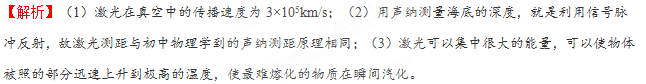 【解析】（1）激光在真空中的传播速度为 3×10⁵km/s；（2）用声纳测量海底的深度，就是利用信号脉
冲反射，故激光测距与初中物理学到的声纳测距原理相同；（3）激光可以集中很大的能量，可以使物体
被照的部分迅速上升到极高的温度，使最难熔化的物质在瞬间汽化。